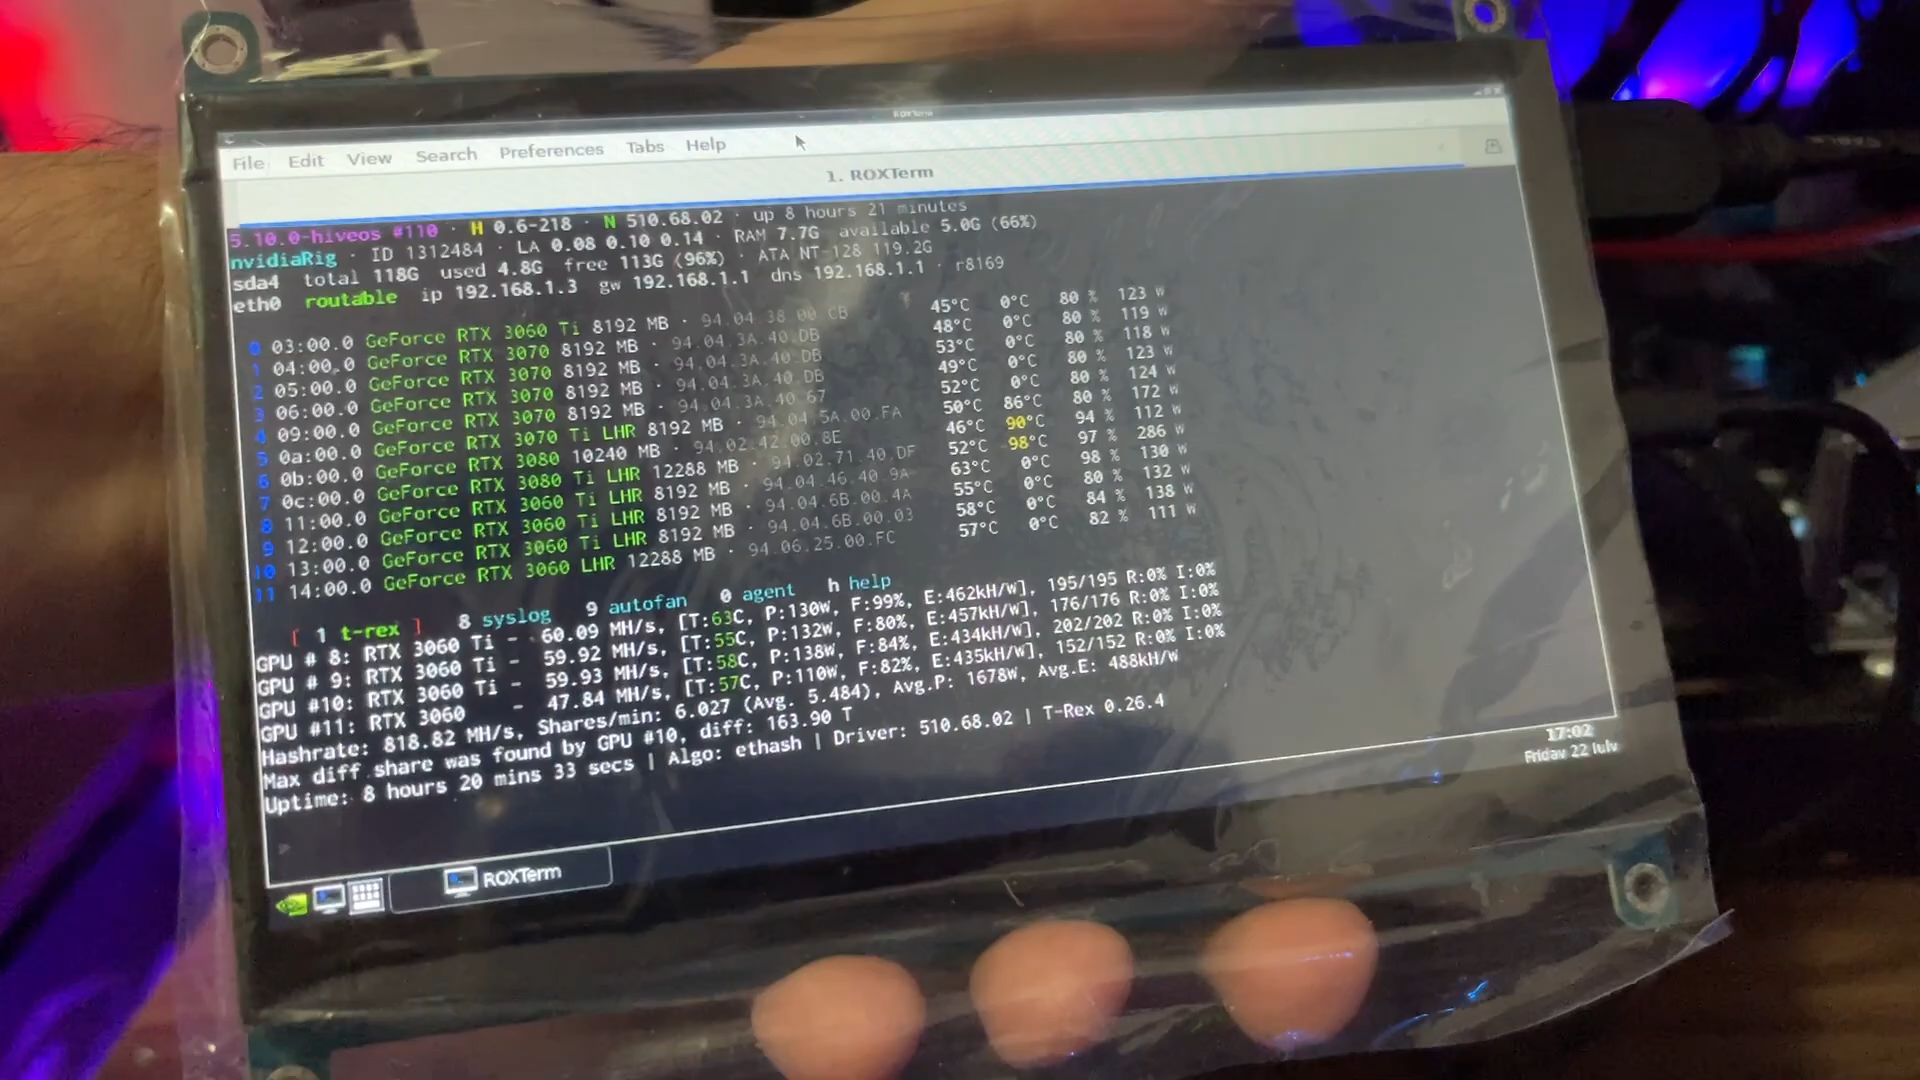 ROXTerm
File Edit View Search Preferences Tabs Help
1. ROXTerm
5.10.0-hiveos #110 · H 0.6-218 · N 510.68.02 · up 8 hours 21 minutes
nvidiaRig · ID 1312484 · LA 0.08 0.10 0.14 · RAM 7.7G available 5.0G (66%)
sda4 total 118G used 4.8G free 113G (96%) · ATA NT-128 119.2G
eth0 routable ip 192.168.1.3 gw 192.168.1.1 dns 192.168.1.1 · r8169
0 03:00.0 GeForce RTX 3060 Ti 8192 MB · 94.04.38.00.CB 45°C 0°C 80 % 123 W
1 04:00.0 GeForce RTX 3070 8192 MB · 94.04.3A.40.DB 48°C 0°C 80 % 119 W
2 05:00.0 GeForce RTX 3070 8192 MB · 94.04.3A.40.DB 53°C 0°C 80 % 118 W
3 06:00.0 GeForce RTX 3070 8192 MB · 94.04.3A.40.DB 49°C 0°C 80 % 123 W
4 09:00.0 GeForce RTX 3070 8192 MB · 94.04.3A.40.67 52°C 0°C 80 % 124 W
5 0a:00.0 GeForce RTX 3070 Ti LHR 8192 MB · 94.04.5A.00.FA 50°C 86°C 80 % 172 W
6 0b:00.0 GeForce RTX 3080 10240 MB · 94.02.42.00.8E 46°C 90°C 94 % 112 W
7 0c:00.0 GeForce RTX 3080 Ti LHR 12288 MB · 94.02.71.40.DF 52°C 98°C 97 % 286 W
8 11:00.0 GeForce RTX 3060 Ti LHR 8192 MB · 94.04.46.40.9A 63°C 0°C 98 % 130 W
9 12:00.0 GeForce RTX 3060 Ti LHR 8192 MB · 94.04.6B.00.4A 55°C 0°C 80 % 132 W
10 13:00.0 GeForce RTX 3060 Ti LHR 8192 MB · 94.04.6B.00.03 58°C 0°C 84 % 138 W
11 14:00.0 GeForce RTX 3060 LHR 12288 MB · 94.06.25.00.FC 57°C 0°C 82 % 111 W
[ 1 t-rex ] 8 syslog 9 autofan 0 agent h help
GPU # 8: RTX 3060 Ti - 60.09 MH/s, [T:63C, P:130W, F:99%, E:462kH/W], 195/195 R:0% I:0%
GPU # 9: RTX 3060 Ti - 59.92 MH/s, [T:55C, P:132W, F:80%, E:457kH/W], 176/176 R:0% I:0%
GPU #10: RTX 3060 Ti - 59.93 MH/s, [T:58C, P:138W, F:84%, E:434kH/W], 202/202 R:0% I:0%
GPU #11: RTX 3060 - 47.84 MH/s, [T:57C, P:110W, F:82%, E:435kH/W], 152/152 R:0% I:0%
Hashrate: 818.82 MH/s, Shares/min: 6.027 (Avg. 5.484), Avg.P: 1678W, Avg.E: 488kH/W
Max diff share was found by GPU #10, diff: 163.90 T
Uptime: 8 hours 20 mins 33 secs | Algo: ethash | Driver: 510.68.02 | T-Rex 0.26.4
>
17:02
Friday 22 July
ROXTerm